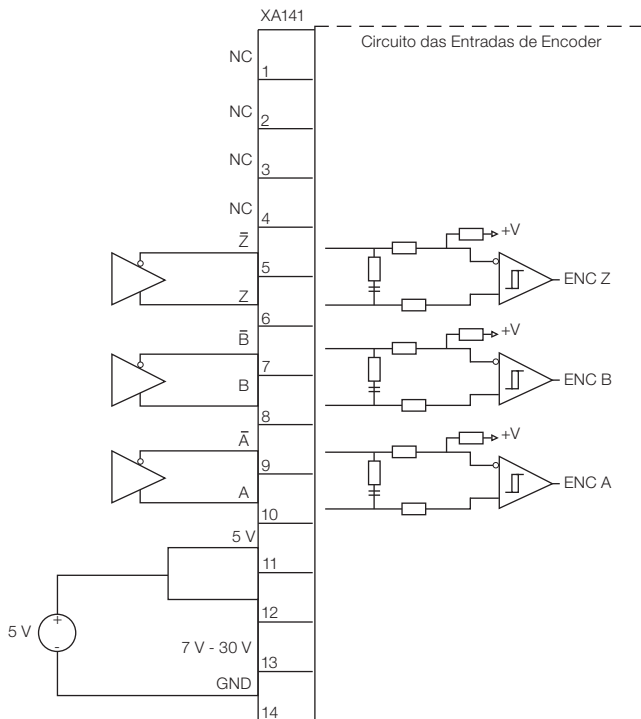 XA141
Circuito das Entradas de Encoder
NC
1
NC
2
NC
3
NC
4
Z̅
5
Z
6
B̅
7
B
8
A̅
9
A
10
5 V
11
12
7 V - 30 V
13
GND
14
+V
ENC Z
+V
ENC B
+V
ENC A
5 V
+
-